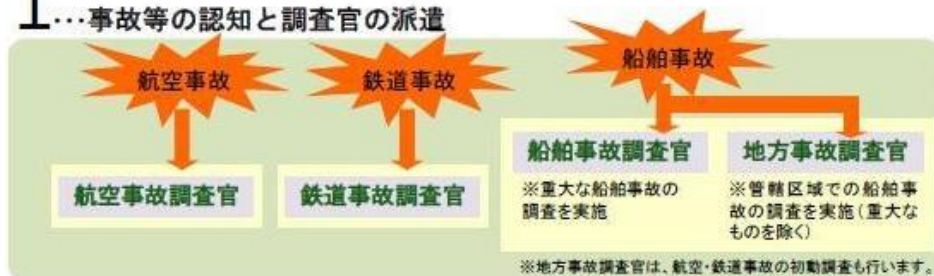 1…事故等の認知と調査官の派遣
航空事故
鉄道事故
船舶事故
航空事故調査官
鉄道事故調査官
船舶事故調査官
※重大な船舶事故の
調査を実施
地方事故調査官
※管轄区域での船舶事
故の調査を実施(重大な
ものを除く)
※地方事故調査官は、航空・鉄道事故の初動調査も行います。